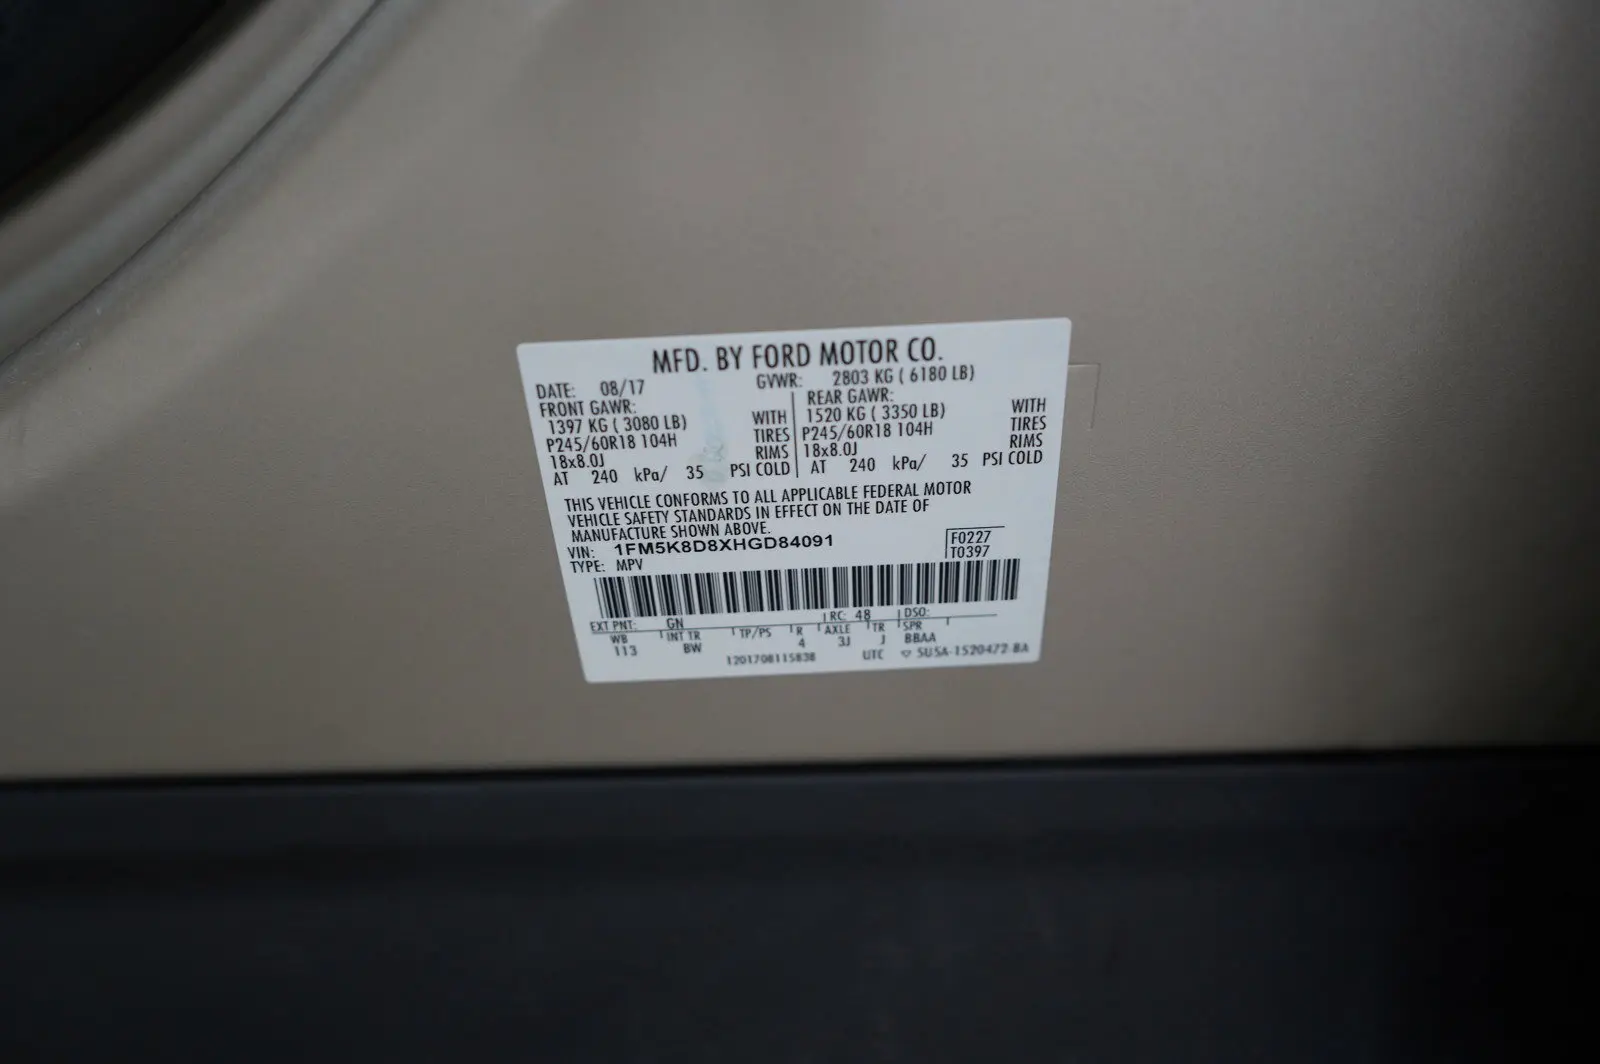 MFD. BY FORD MOTOR CO.
DATE: 08/17 GVWR: 2803 KG ( 6180 LB)
FRONT GAWR: REAR GAWR:
1397 KG ( 3080 LB) WITH 1520 KG ( 3350 LB) WITH
P245/60R18 104H TIRES P245/60R18 104H TIRES
18x8.0J RIMS 18x8.0J RIMS
AT 240 kPa/ 35 PSI COLD AT 240 kPa/ 35 PSI COLD
THIS VEHICLE CONFORMS TO ALL APPLICABLE FEDERAL MOTOR
VEHICLE SAFETY STANDARDS IN EFFECT ON THE DATE OF
MANUFACTURE SHOWN ABOVE.
VIN: 1FM5K8D8XHGD84091 F0227
TYPE: MPV T0397
EXT PNT: GN RC: 48 DSO:
WB INT TR TP/PS R AXLE TR SPR
113 BW 4 3J J BBAA
1201708115838 UTC 5USA-1520472-BA